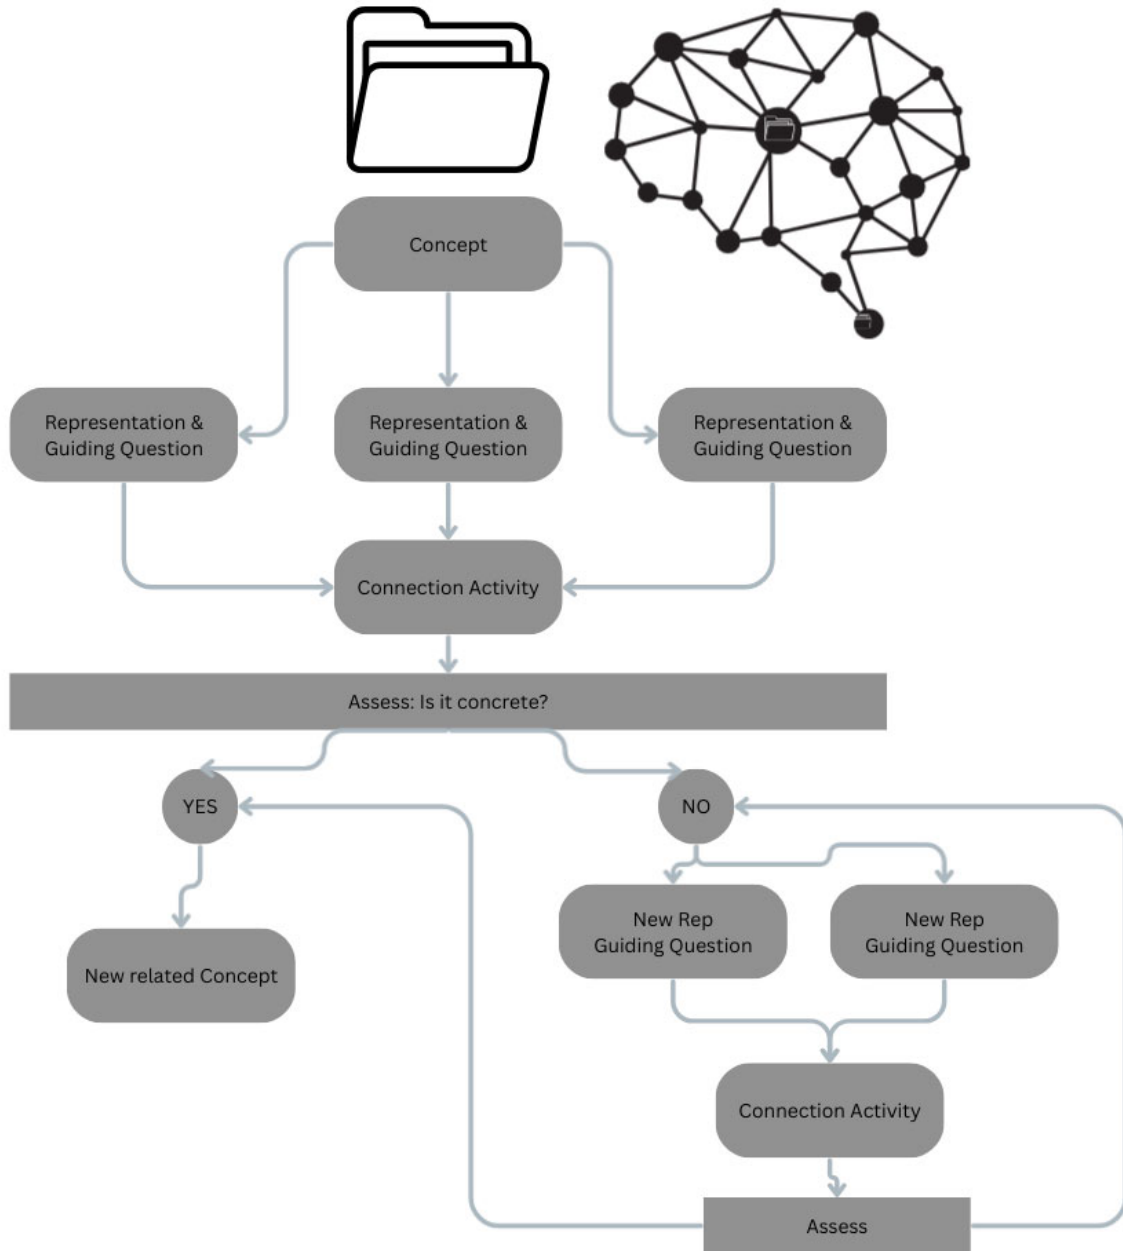 Concept
Representation &
Guiding Question
Representation &
Guiding Question
Representation &
Guiding Question
Connection Activity
Assess: Is it concrete?
YES
NO
New related Concept
New Rep
Guiding Question
New Rep
Guiding Question
Connection Activity
Assess